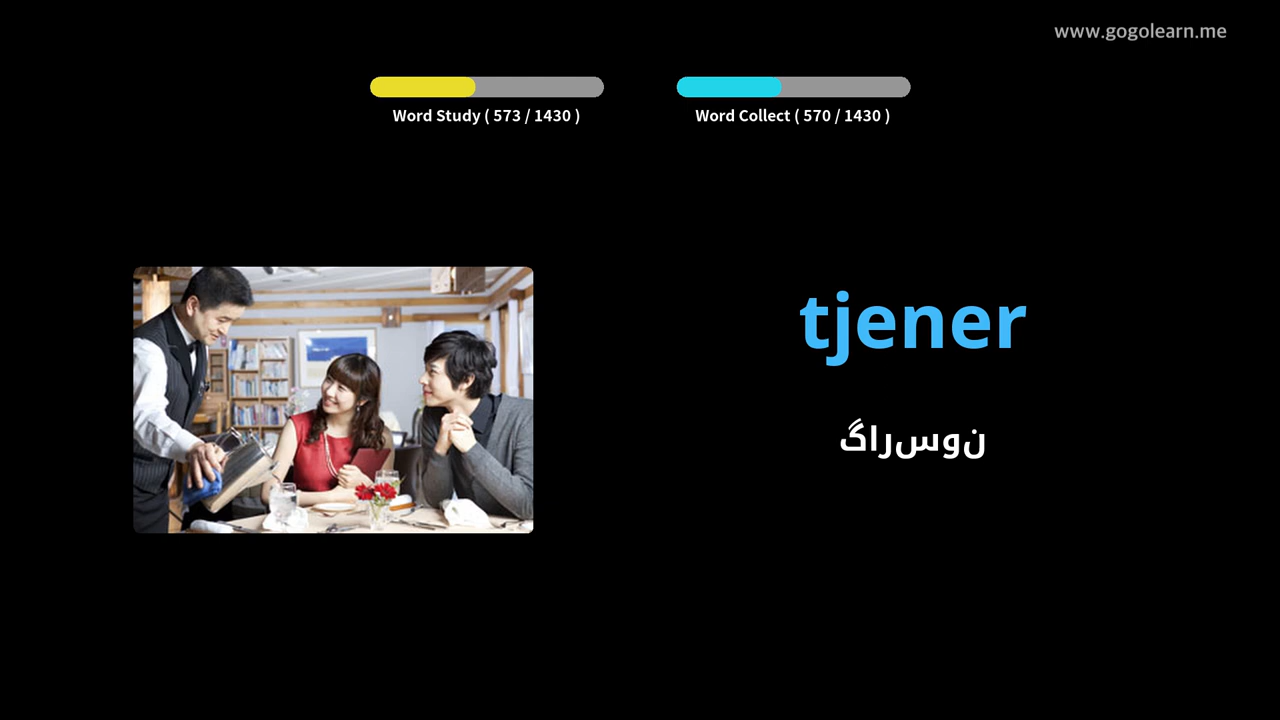 www.gogolearn.me
Word Study ( 573 / 1430 )
Word Collect ( 570 / 1430 )
tjener
گارسون